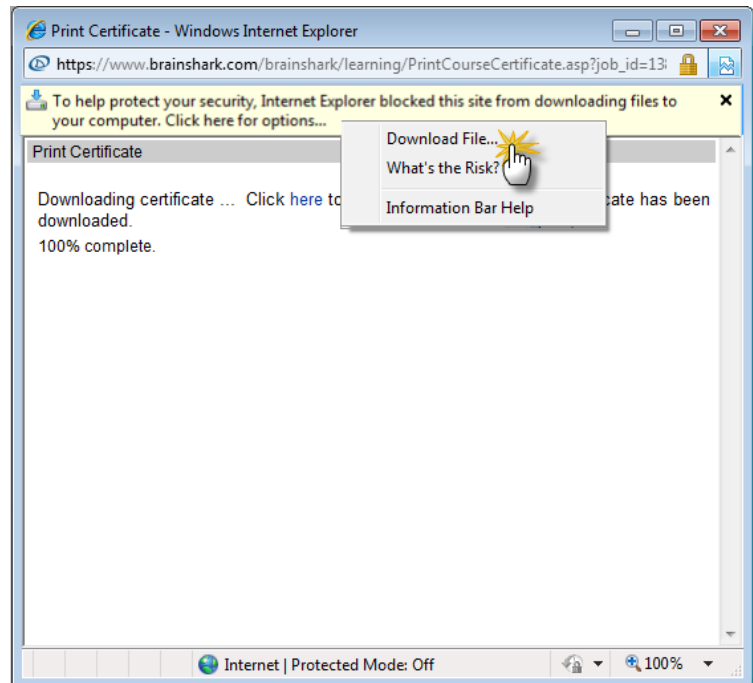 Print Certificate - Windows Internet Explorer
https://www.brainshark.com/brainshark/learning/PrintCourseCertificate.asp?job_id=13
To help protect your security, Internet Explorer blocked this site from downloading files to
your computer. Click here for options...
Download File...
What's the Risk?
Information Bar Help
Print Certificate
Downloading certificate ... Click here to
cate has been
downloaded.
100% complete.
Internet | Protected Mode: Off
100%